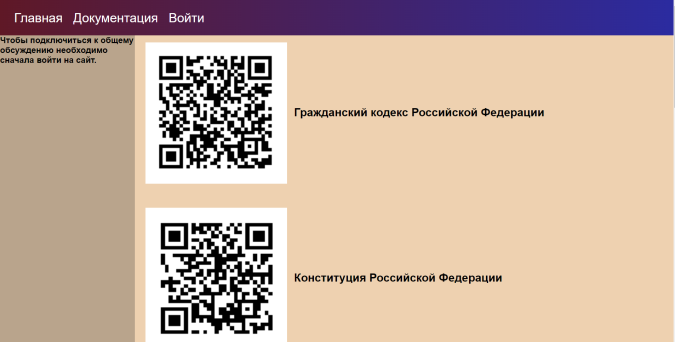 Главная Документация Войти
Чтобы подключиться к общему
обсуждению необходимо
сначала войти на сайт.
Гражданский кодекс Российской Федерации
Конституция Российской Федерации